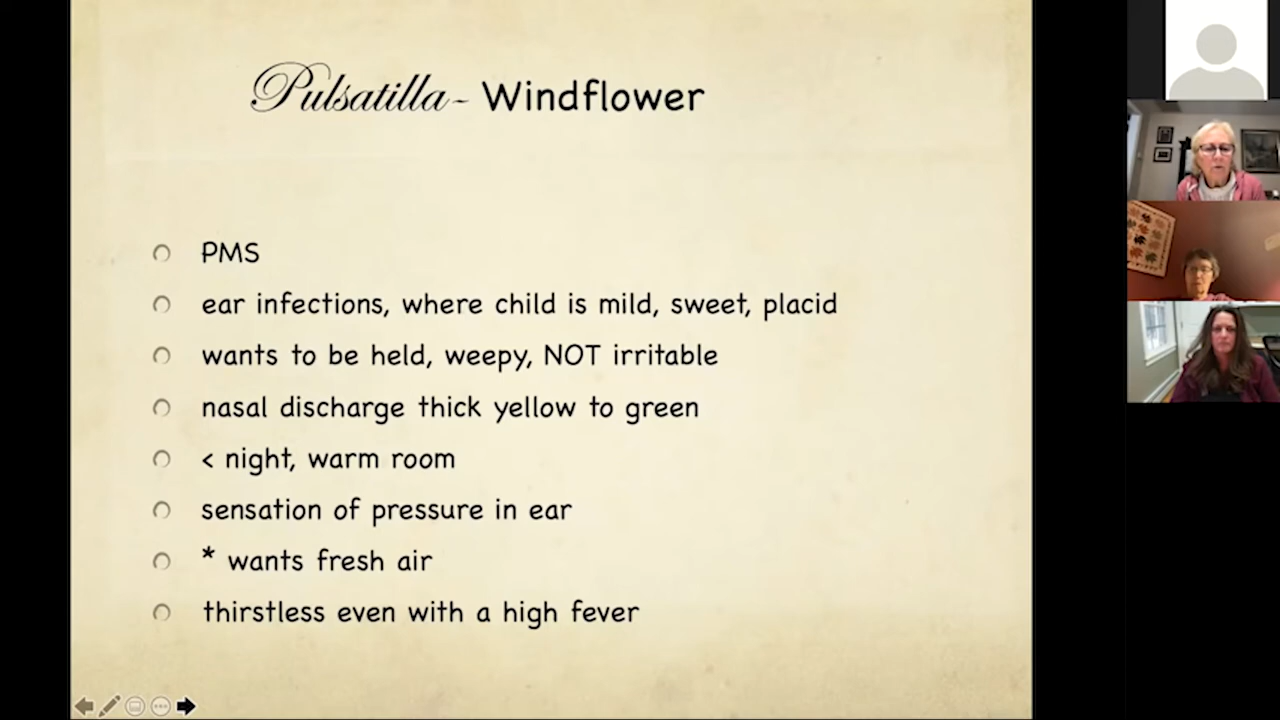 Pulsatilla- Windflower
PMS
ear infections, where child is mild, sweet, placid
wants to be held, weepy, NOT irritable
nasal discharge thick yellow to green
< night, warm room
sensation of pressure in ear
* wants fresh air
thirstless even with a high fever